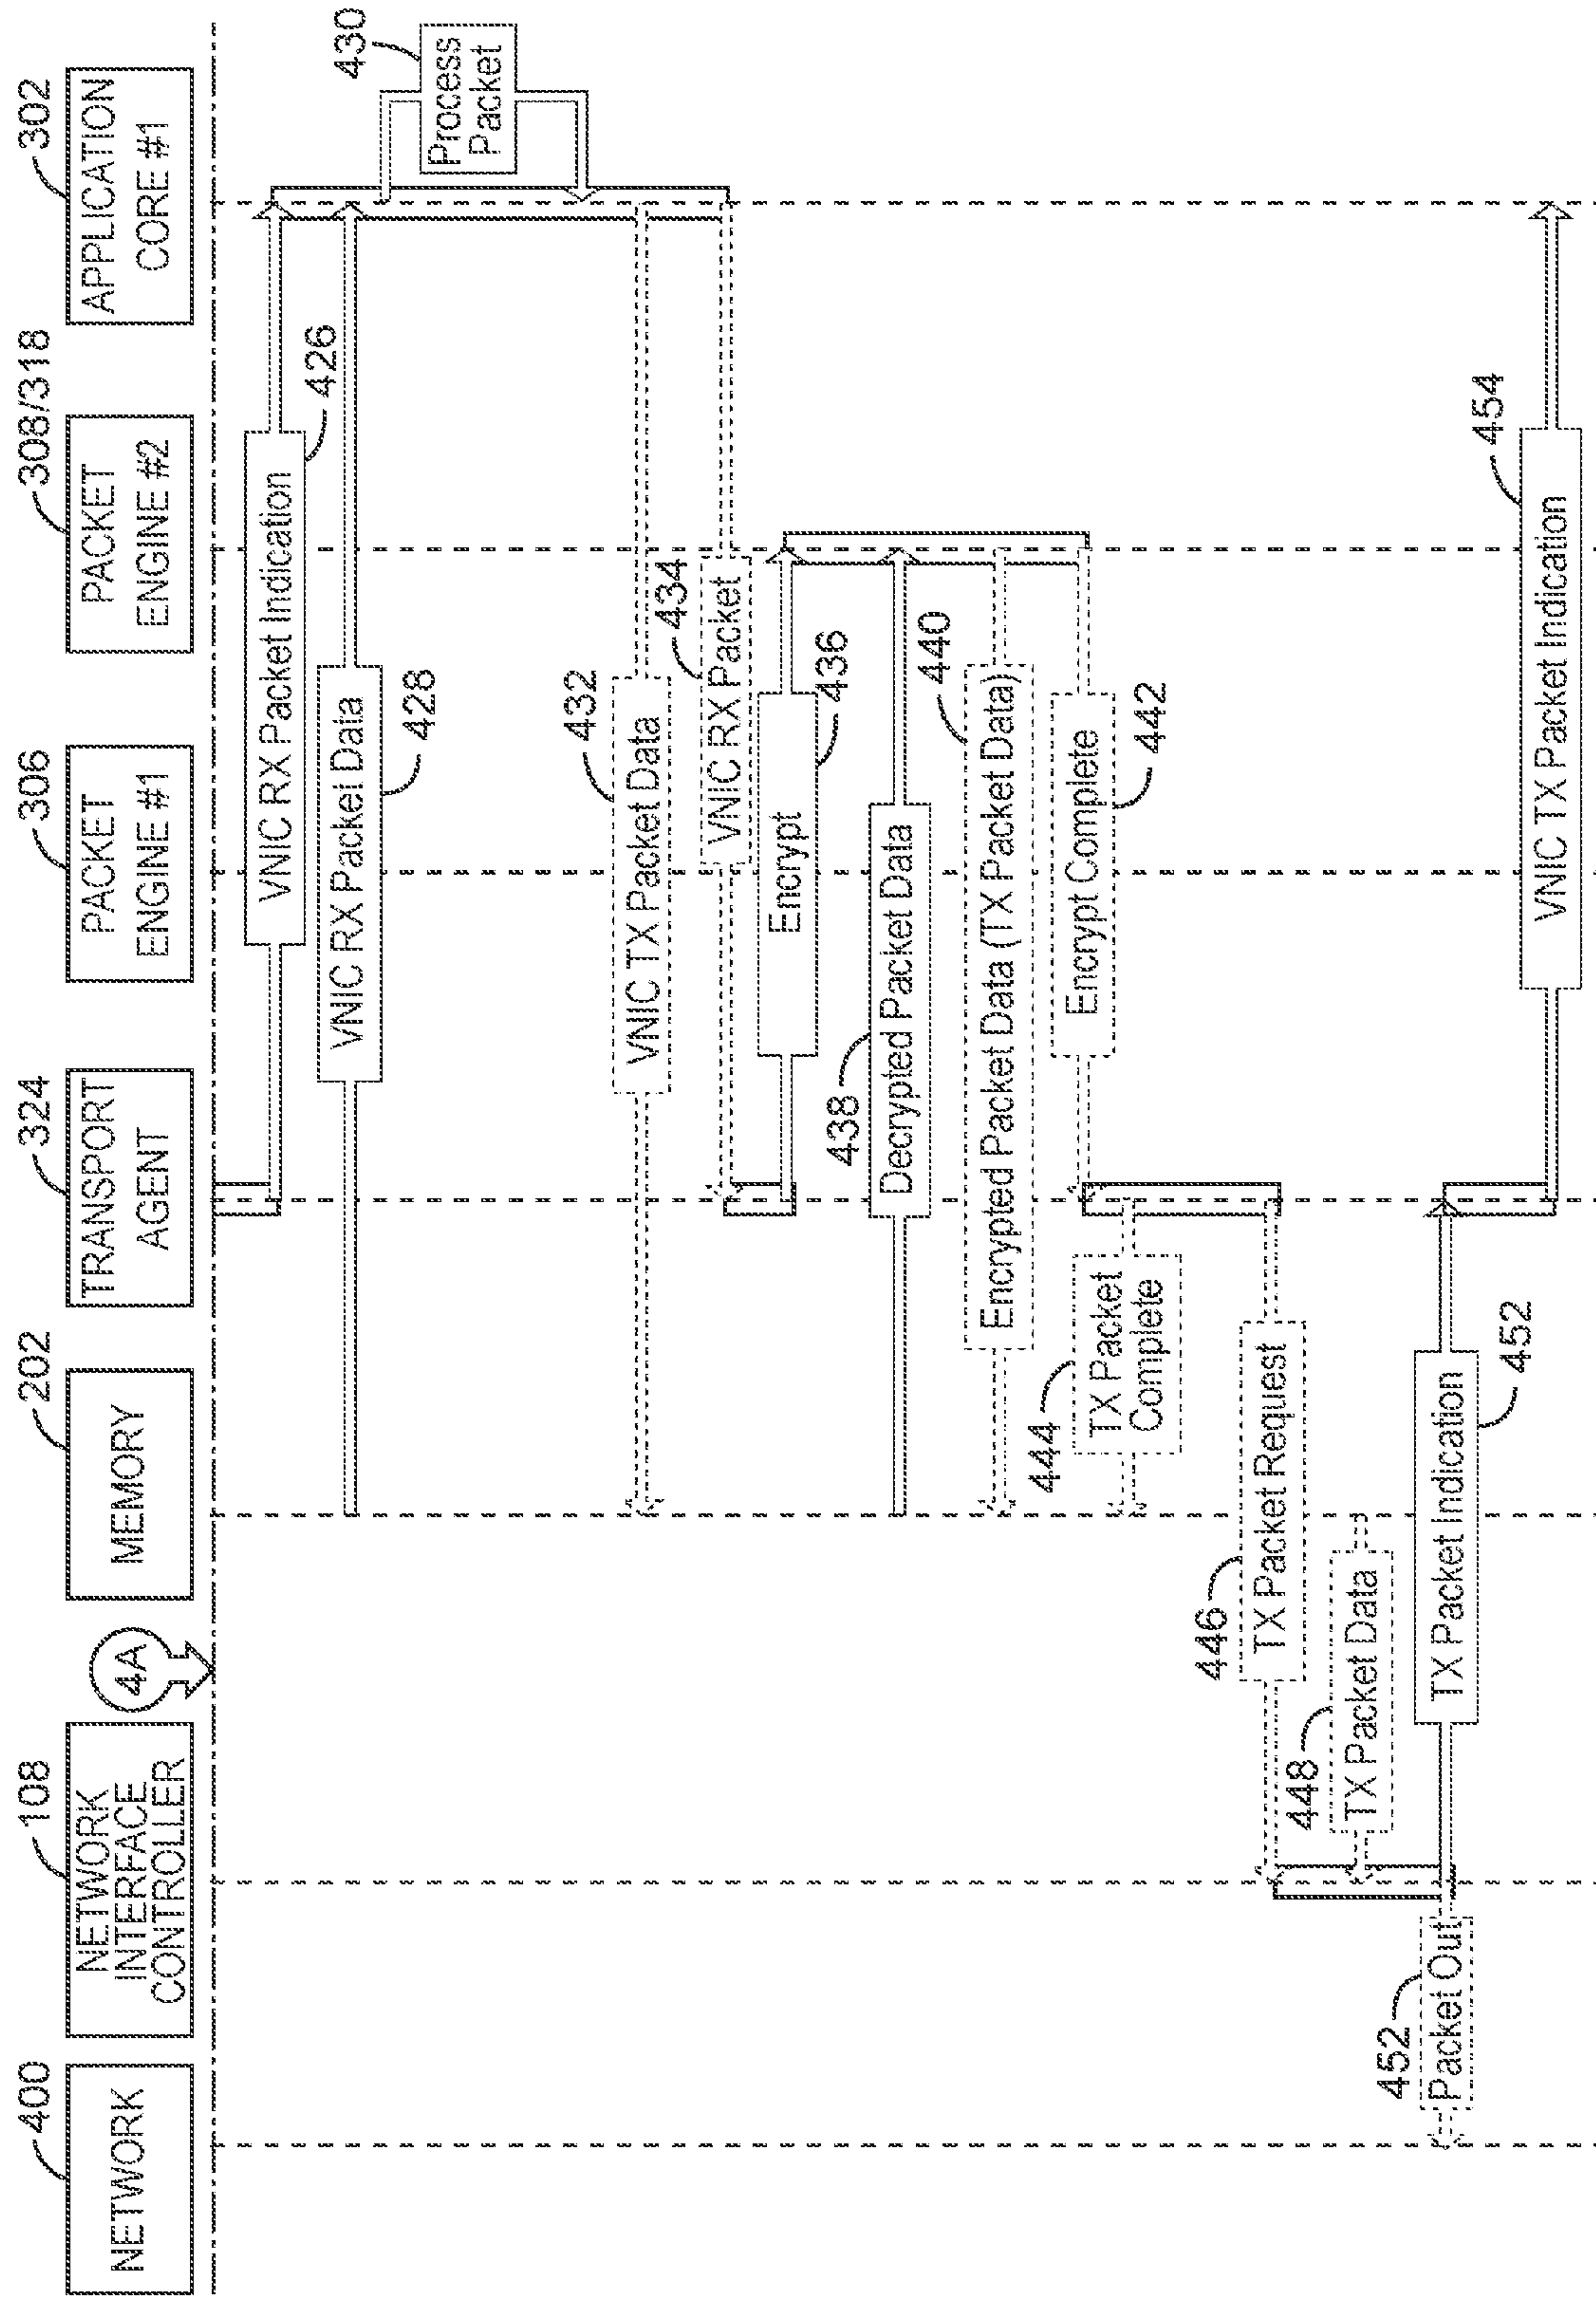 400
NETWORK
108
NETWORK
INTERFACE
CONTROLLER
4A
202
MEMORY
324
TRANSPORT
AGENT
306
PACKET
ENGINE #1
308/318
PACKET
ENGINE #2
302
APPLICATION
CORE #1
VNIC RX Packet Indication
426
VNIC RX Packet Data
428
430
Process
Packet
432
VNIC TX Packet Data
434
VNIC RX Packet
Encrypt
436
438
Decrypted Packet Data
440
Encrypted Packet Data (TX Packet Data)
Encrypt Complete
442
444
TX Packet
Complete
446
TX Packet Request
448
TX Packet Data
452
Packet Out
TX Packet Indication
452
454
VNIC TX Packet Indication